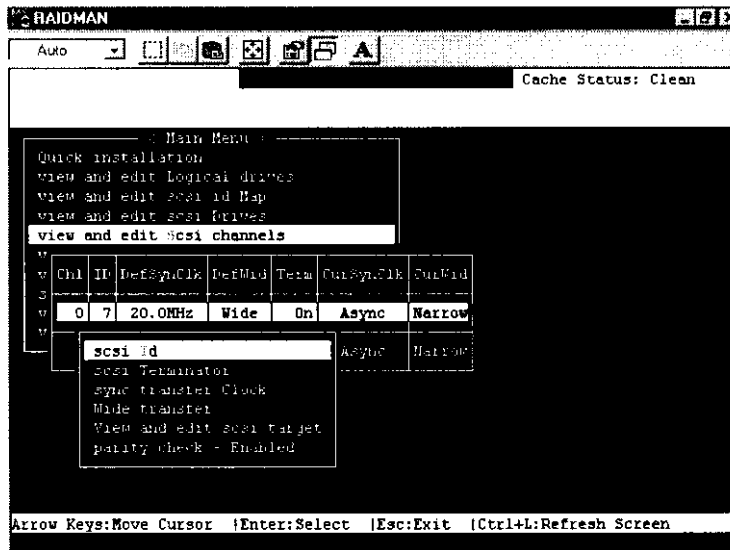 RAIDMAN
Auto
A
Cache Status: Clean
Main Menu
Quick installation
view and edit Logical drives
view and edit scsi id Map
view and edit scsi Drives
view and edit Scsi channels
v
v Chl ID DefSynClk DefWid Term CurSynClk CurWid
s
v 0 7 20.0MHz Wide On Async Narrow
v
Async Narrow
scsi Id
scsi Terminator
sync transfer Clock
Wide transfer
View and edit scsi target
parity check - Enabled
Arrow Keys:Move Cursor |Enter:Select |Esc:Exit |Ctrl+L:Refresh Screen